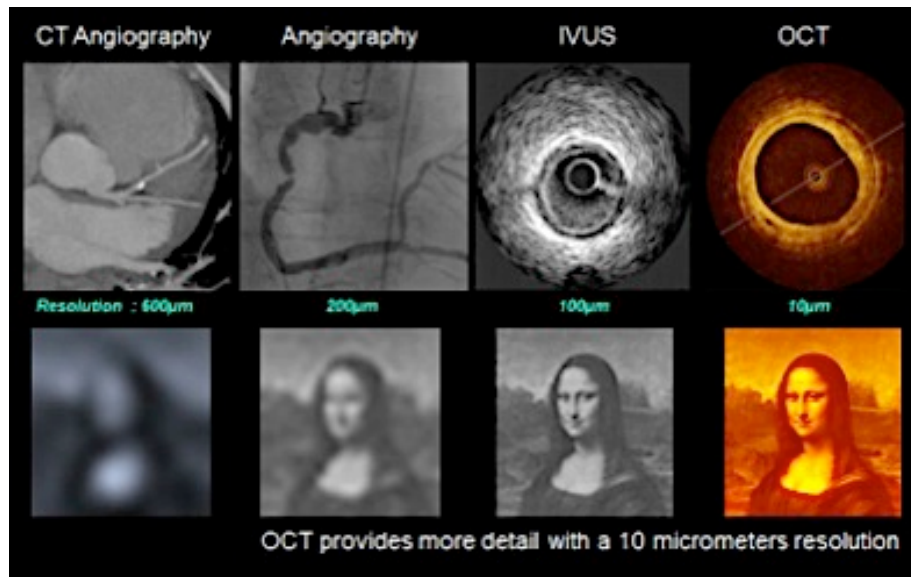 CT Angiography Angiography IVUS OCT
Resolution : 600µm 200µm 100µm 10µm
OCT provides more detail with a 10 micrometers resolution